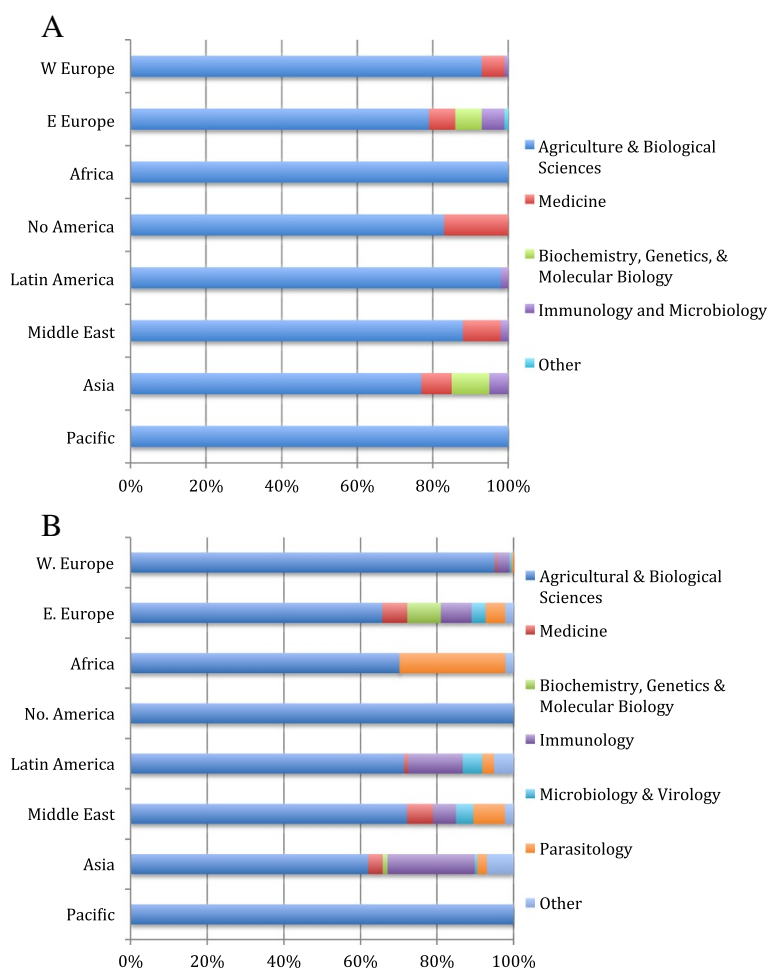 A
W Europe
E Europe
Africa
No America
Latin America
Middle East
Asia
Pacific
0% 20% 40% 60% 80% 100%
Agriculture & Biological
Sciences
Medicine
Biochemistry, Genetics, &
Molecular Biology
Immunology and Microbiology
Other
B
W. Europe
E. Europe
Africa
No. America
Latin America
Middle East
Asia
Pacific
0% 20% 40% 60% 80% 100%
Agricultural & Biological
Sciences
Medicine
Biochemistry, Genetics &
Molecular Biology
Immunology
Microbiology & Virology
Parasitology
Other